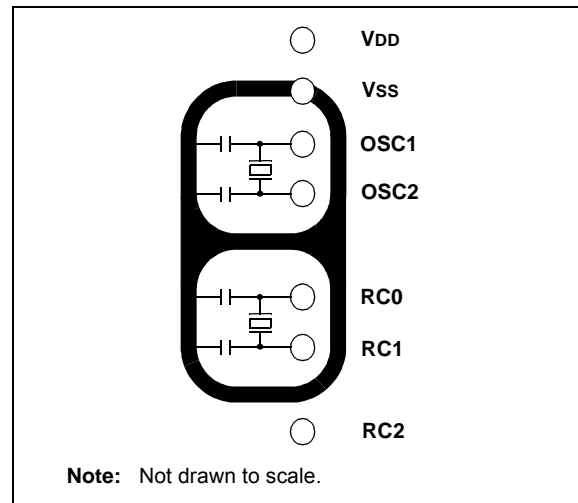 VDD
VSS
OSC1
OSC2
RC0
RC1
RC2
Note: Not drawn to scale.